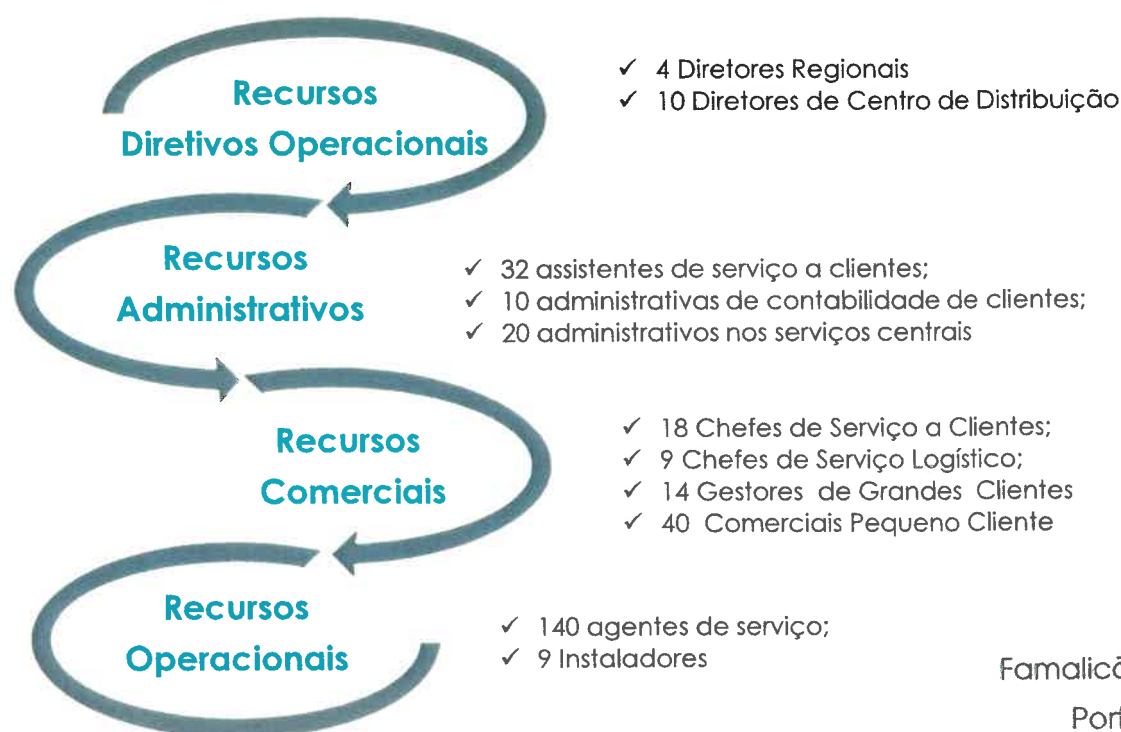 Recursos
Diretivos Operacionais
✓ 4 Diretores Regionais
✓ 10 Diretores de Centro de Distribuição
Recursos
Administrativos
✓ 32 assistentes de serviço a clientes;
✓ 10 administrativas de contabilidade de clientes;
✓ 20 administrativos nos serviços centrais
Recursos
Comerciais
✓ 18 Chefes de Serviço a Clientes;
✓ 9 Chefes de Serviço Logístico;
✓ 14 Gestores de Grandes Clientes
✓ 40 Comerciais Pequeno Cliente
Recursos
Operacionais
✓ 140 agentes de serviço;
✓ 9 Instaladores